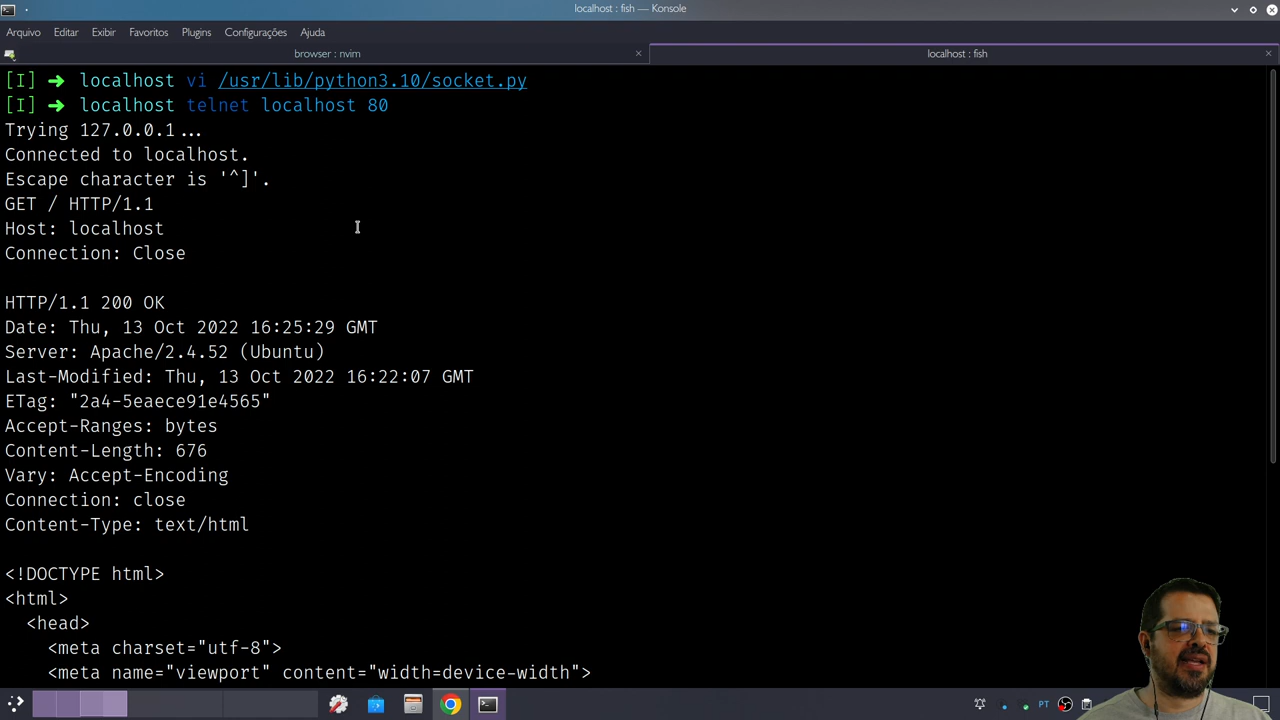 localhost : fish — Konsole
Arquivo Editar Exibir Favoritos Plugins Configurações Ajuda
browser : nvim
localhost : fish
[I] ➜ localhost vi /usr/lib/python3.10/socket.py
[I] ➜ localhost telnet localhost 80
Trying 127.0.0.1...
Connected to localhost.
Escape character is '^]'.
GET / HTTP/1.1
Host: localhost
Connection: Close
HTTP/1.1 200 OK
Date: Thu, 13 Oct 2022 16:25:29 GMT
Server: Apache/2.4.52 (Ubuntu)
Last-Modified: Thu, 13 Oct 2022 16:22:07 GMT
ETag: "2a4-5eaece91e4565"
Accept-Ranges: bytes
Content-Length: 676
Vary: Accept-Encoding
Connection: close
Content-Type: text/html
<!DOCTYPE html>
<html>
<head>
<meta charset="utf-8">
<meta name="viewport" content="width=device-width">
PT